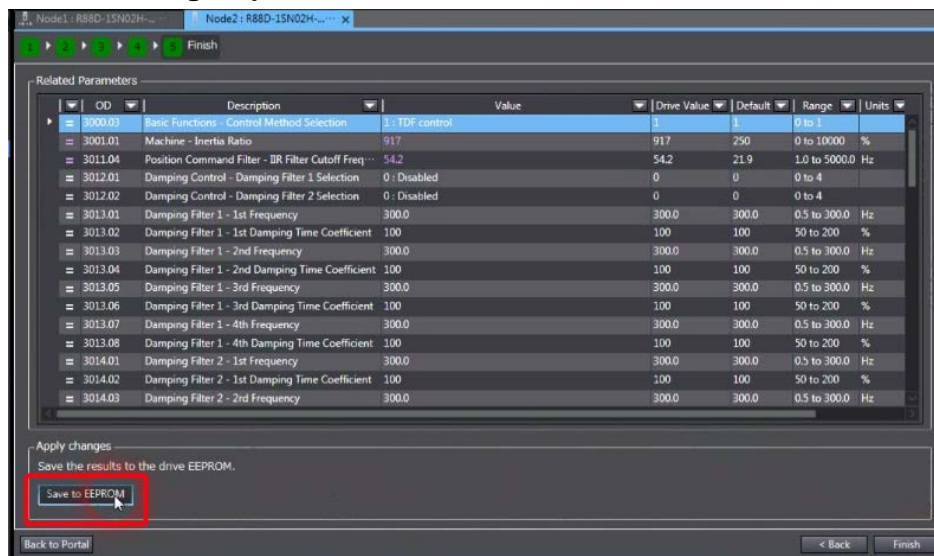 Node1 : R88D-1SN02H-... Node2 : R88D-1SN02H-... x
1 2 3 4 5 Finish
Related Parameters
OD Description Value Drive Value Default Range Units
= 3000.03 Basic Functions - Control Method Selection 1 : TDF control 1 1 0 to 1
= 3001.01 Machine - Inertia Ratio 917 917 250 0 to 10000 %
= 3011.04 Position Command Filter - IIR Filter Cutoff Freq... 54.2 54.2 21.9 1.0 to 5000.0 Hz
= 3012.01 Damping Control - Damping Filter 1 Selection 0 : Disabled 0 0 0 to 4
= 3012.02 Damping Control - Damping Filter 2 Selection 0 : Disabled 0 0 0 to 4
= 3013.01 Damping Filter 1 - 1st Frequency 300.0 300.0 300.0 0.5 to 300.0 Hz
= 3013.02 Damping Filter 1 - 1st Damping Time Coefficient 100 100 100 50 to 200 %
= 3013.03 Damping Filter 1 - 2nd Frequency 300.0 300.0 300.0 0.5 to 300.0 Hz
= 3013.04 Damping Filter 1 - 2nd Damping Time Coefficient 100 100 100 50 to 200 %
= 3013.05 Damping Filter 1 - 3rd Frequency 300.0 300.0 300.0 0.5 to 300.0 Hz
= 3013.06 Damping Filter 1 - 3rd Damping Time Coefficient 100 100 100 50 to 200 %
= 3013.07 Damping Filter 1 - 4th Frequency 300.0 300.0 300.0 0.5 to 300.0 Hz
= 3013.08 Damping Filter 1 - 4th Damping Time Coefficient 100 100 100 50 to 200 %
= 3014.01 Damping Filter 2 - 1st Frequency 300.0 300.0 300.0 0.5 to 300.0 Hz
= 3014.02 Damping Filter 2 - 1st Damping Time Coefficient 100 100 100 50 to 200 %
= 3014.03 Damping Filter 2 - 2rd Frequency 300.0 300.0 300.0 0.5 to 300.0 Hz
Apply changes
Save the results to the drive EEPROM.
Save to EEPROM
Back to Portal < Back Finish